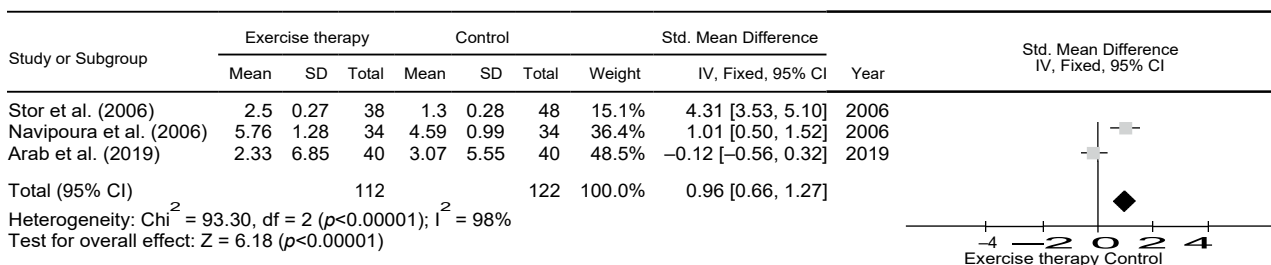 Exercise therapy Control Std. Mean Difference Std. Mean Difference
Study or Subgroup Mean SD Total Mean SD Total Weight IV, Fixed, 95% CI Year IV, Fixed, 95% CI
Stor et al. (2006) 2.5 0.27 38 1.3 0.28 48 15.1% 4.31 [3.53, 5.10] 2006
Navipoura et al. (2006) 5.76 1.28 34 4.59 0.99 34 36.4% 1.01 [0.50, 1.52] 2006
Arab et al. (2019) 2.33 6.85 40 3.07 5.55 40 48.5% –0.12 [–0.56, 0.32] 2019
Total (95% CI) 112 122 100.0% 0.96 [0.66, 1.27]
Heterogeneity: Chi² = 93.30, df = 2 (p<0.00001); I² = 98%
Test for overall effect: Z = 6.18 (p<0.00001)
–4 –2 0 2 4
Exercise therapy Control